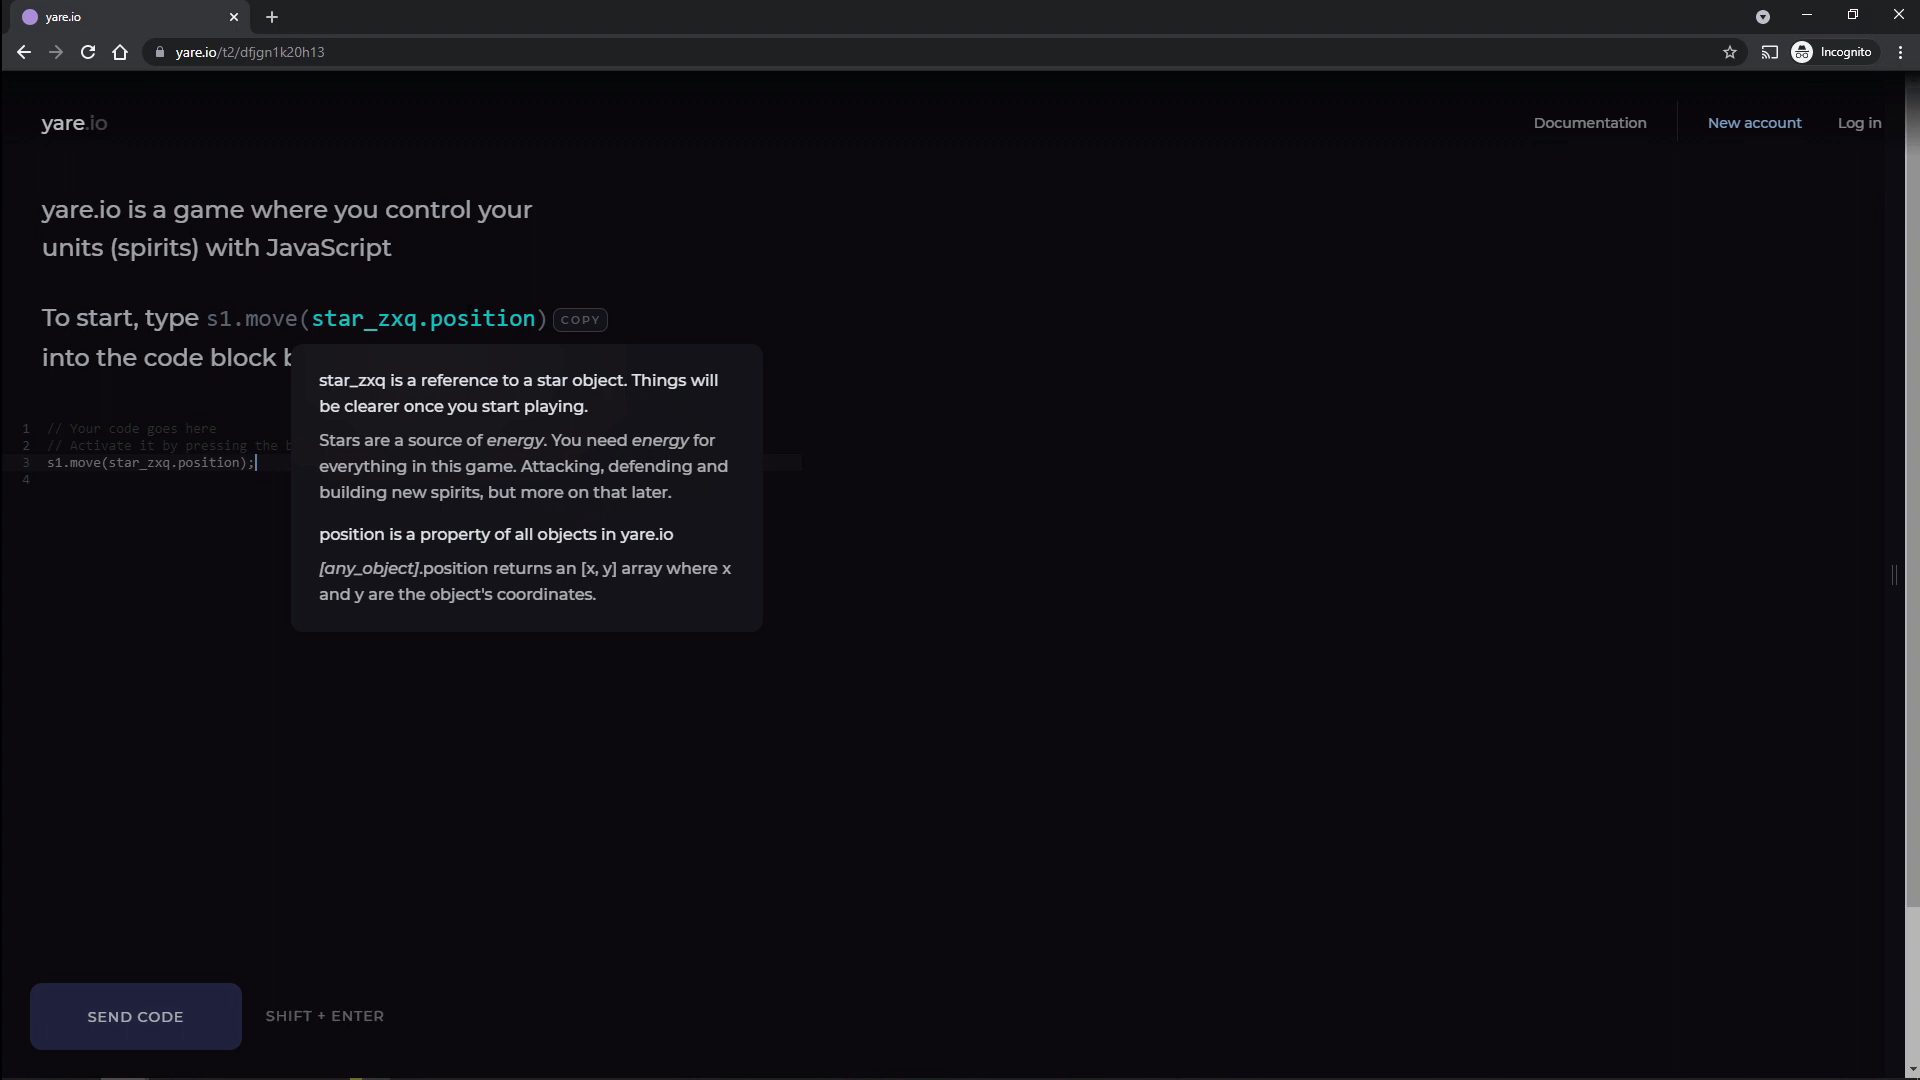 yare.io
yare.io/t2/dfjgn1k20h13
Incognito
yare.io
Documentation
New account
Log in
yare.io is a game where you control your
units (spirits) with JavaScript
To start, type s1.move(star_zxq.position) COPY
into the code block b
star_zxq is a reference to a star object. Things will
be clearer once you start playing.
Stars are a source of energy. You need energy for
everything in this game. Attacking, defending and
building new spirits, but more on that later.
position is a property of all objects in yare.io
[any_object].position returns an [x, y] array where x
and y are the object's coordinates.
1 // Your code goes here
2 // Activate it by pressing the b
3 s1.move(star_zxq.position);
4
SEND CODE
SHIFT + ENTER